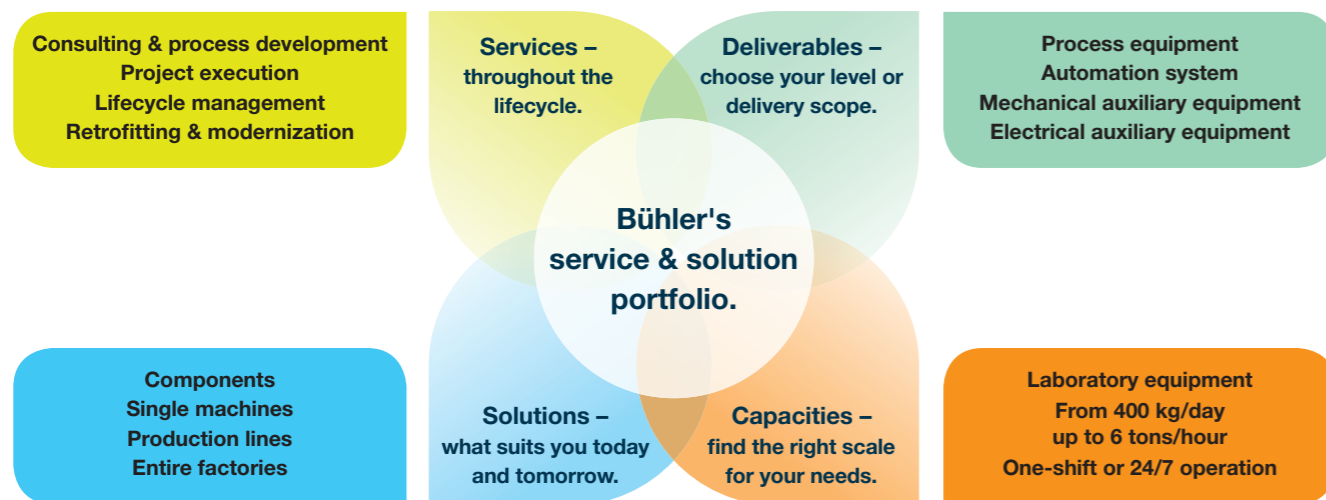 Consulting & process development
Project execution
Lifecycle management
Retrofitting & modernization
Services –
throughout the
lifecycle.
Deliverables –
choose your level or
delivery scope.
Process equipment
Automation system
Mechanical auxiliary equipment
Electrical auxiliary equipment
Bühler's
service & solution
portfolio.
Components
Single machines
Production lines
Entire factories
Solutions –
what suits you today
and tomorrow.
Capacities –
find the right scale
for your needs.
Laboratory equipment
From 400 kg/day
up to 6 tons/hour
One-shift or 24/7 operation